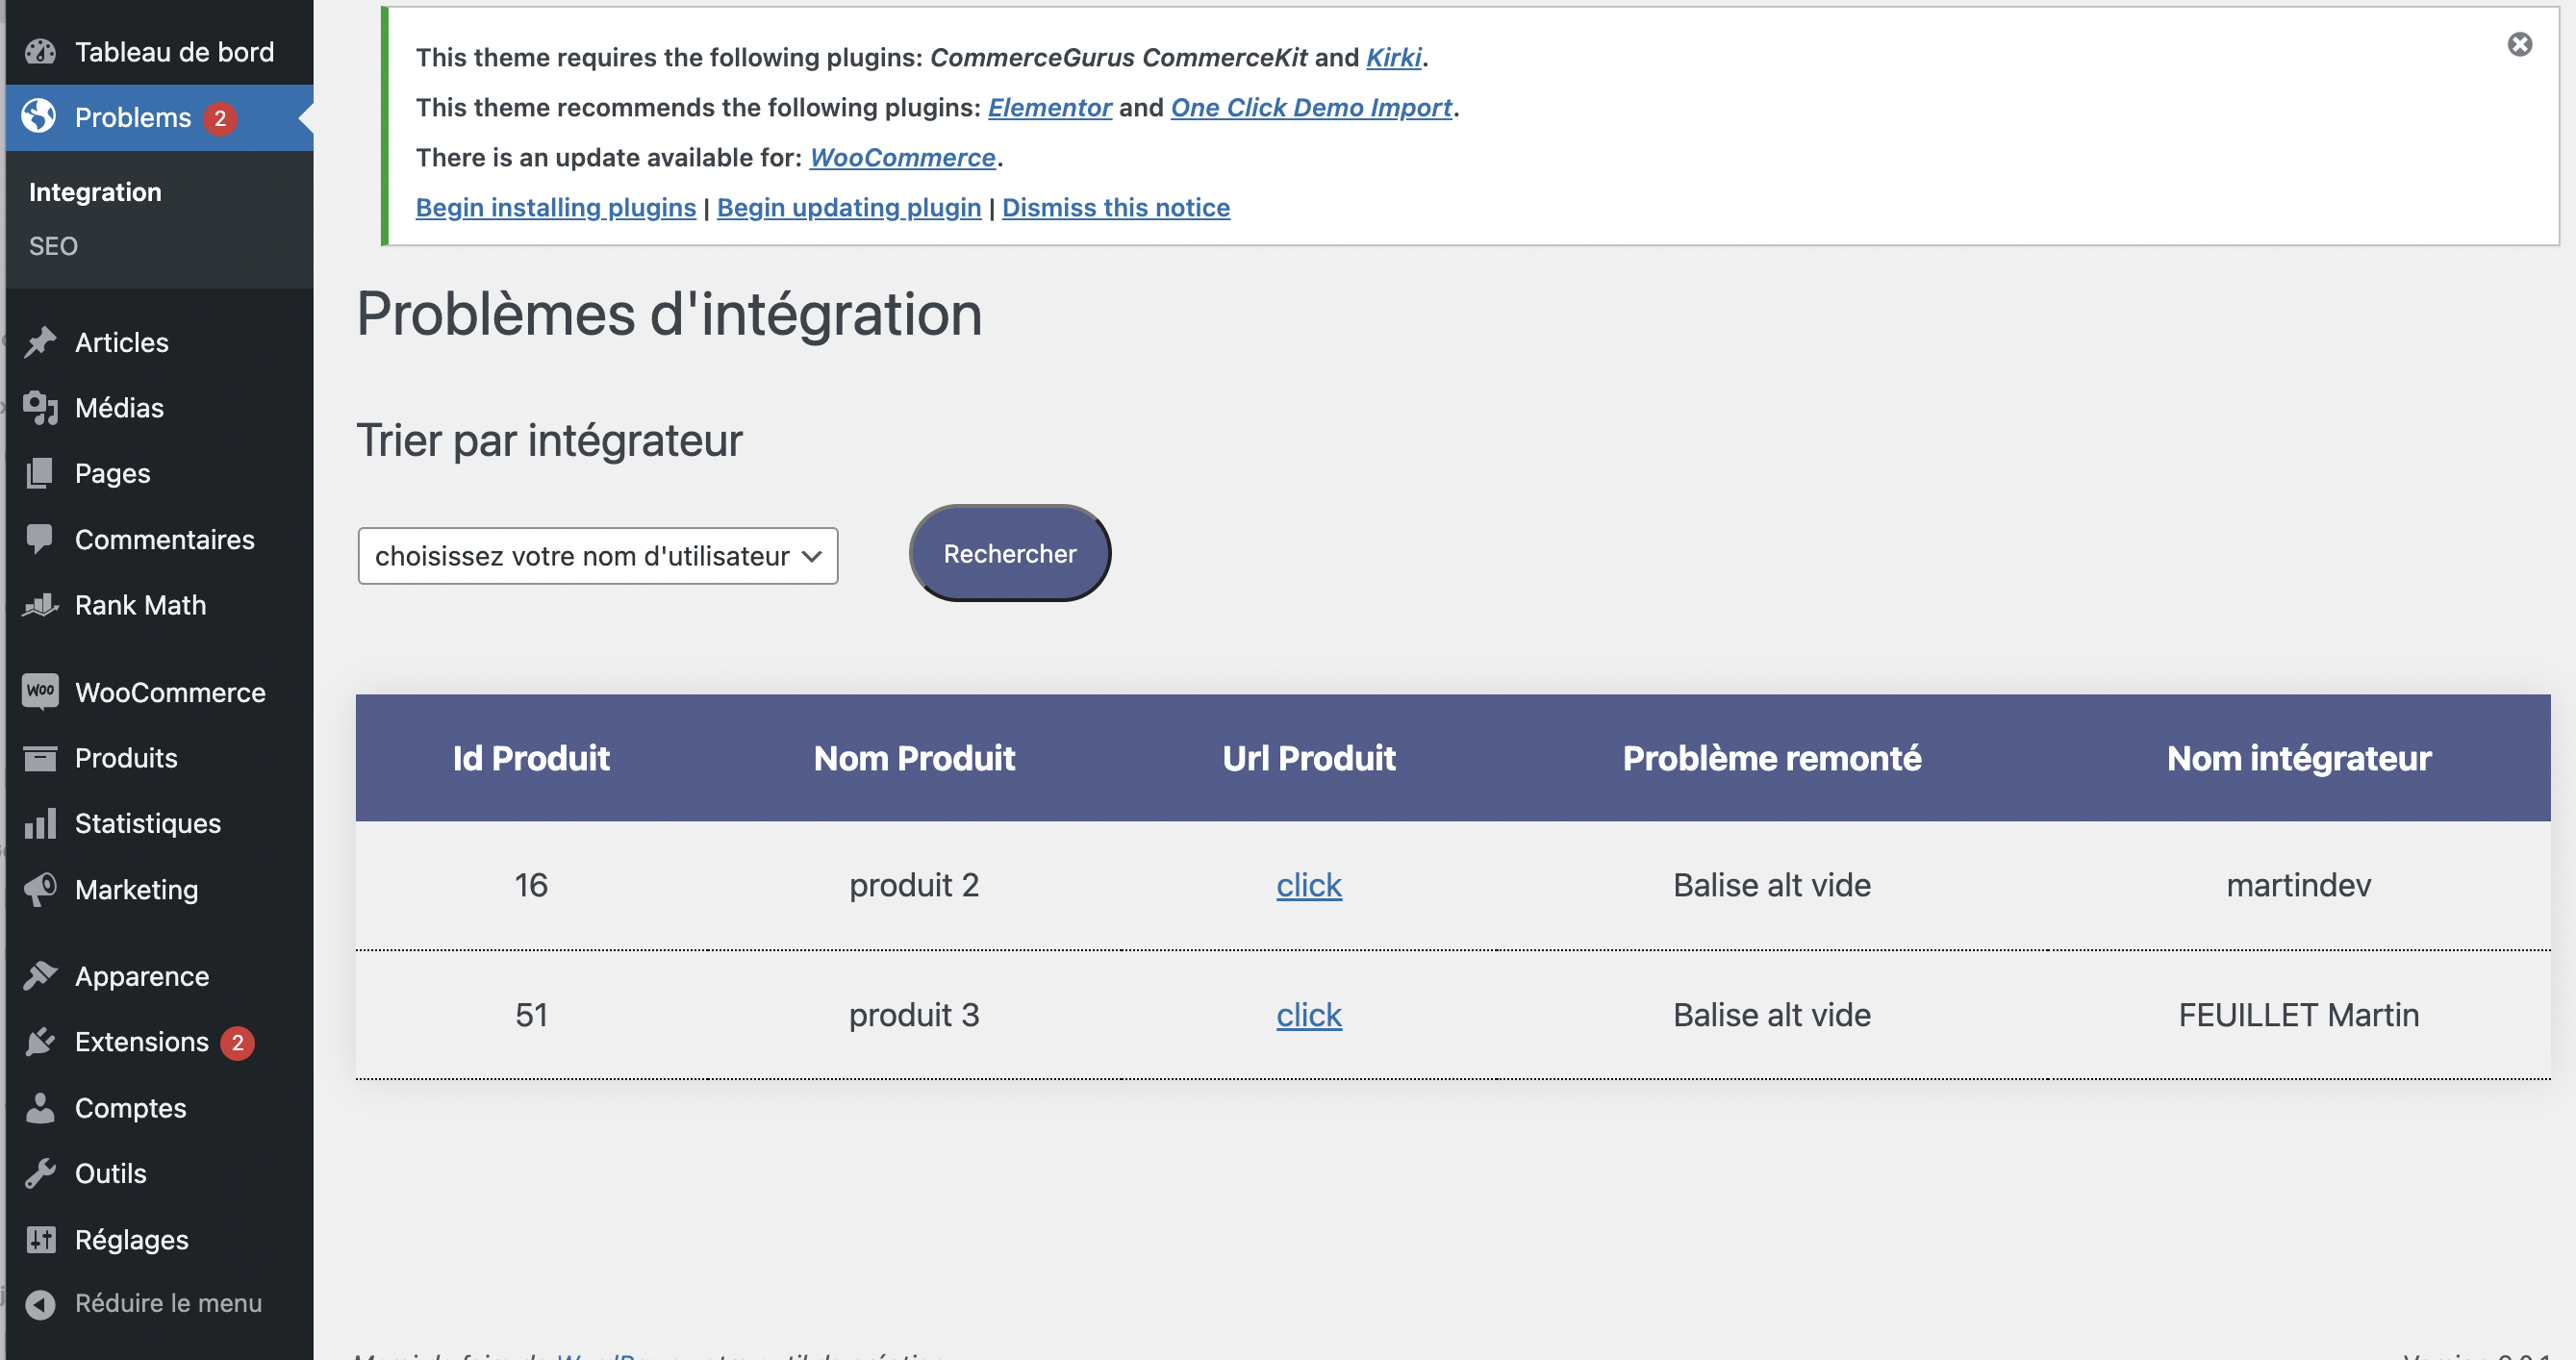 Tableau de bord
Problems 2
Integration
SEO
Articles
Médias
Pages
Commentaires
Rank Math
Woo WooCommerce
Produits
Statistiques
Marketing
Apparence
Extensions 2
Comptes
Outils
Réglages
Réduire le menu
This theme requires the following plugins: CommerceGurus CommerceKit and Kirki.
This theme recommends the following plugins: Elementor and One Click Demo Import.
There is an update available for: WooCommerce.
Begin installing plugins | Begin updating plugin | Dismiss this notice
Problèmes d'intégration
Trier par intégrateur
choisissez votre nom d'utilisateur
Rechercher
Id Produit Nom Produit Url Produit Problème remonté Nom intégrateur
16 produit 2 click Balise alt vide martindev
51 produit 3 click Balise alt vide FEUILLET Martin